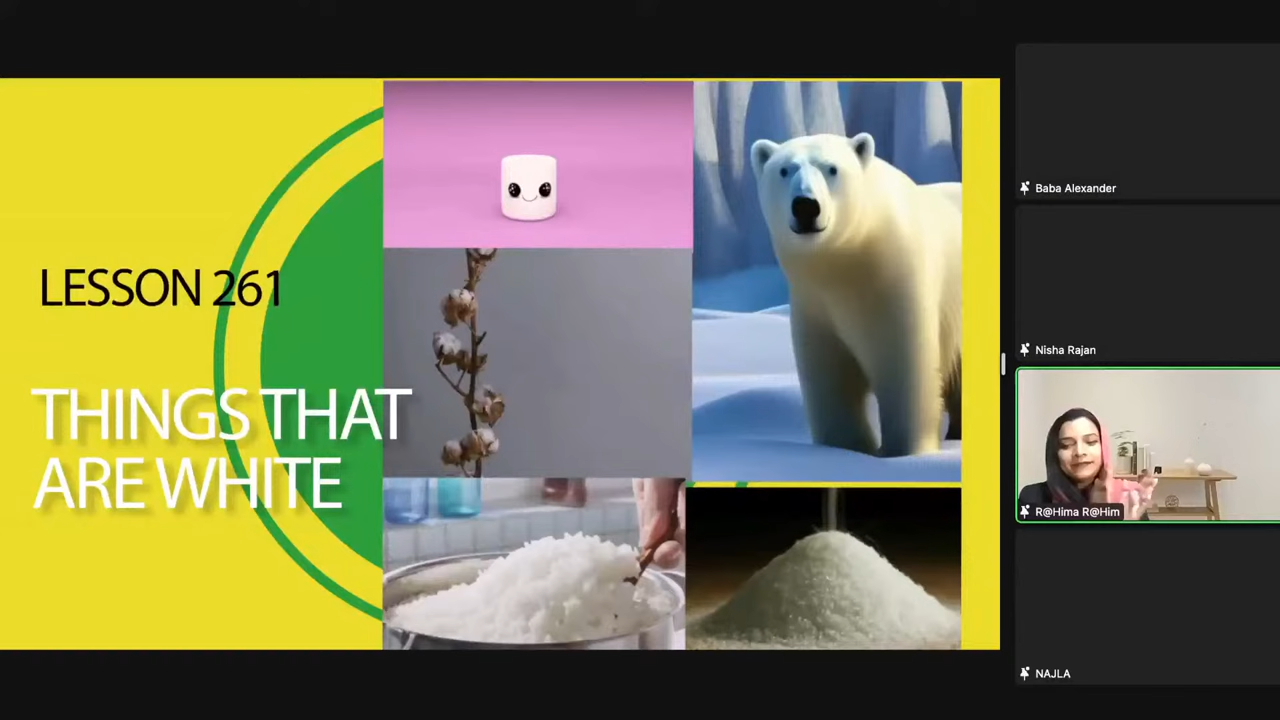 LESSON 261
THINGS THAT
ARE WHITE
Baba Alexander
Nisha Rajan
R@Hima R@Him
NAJLA